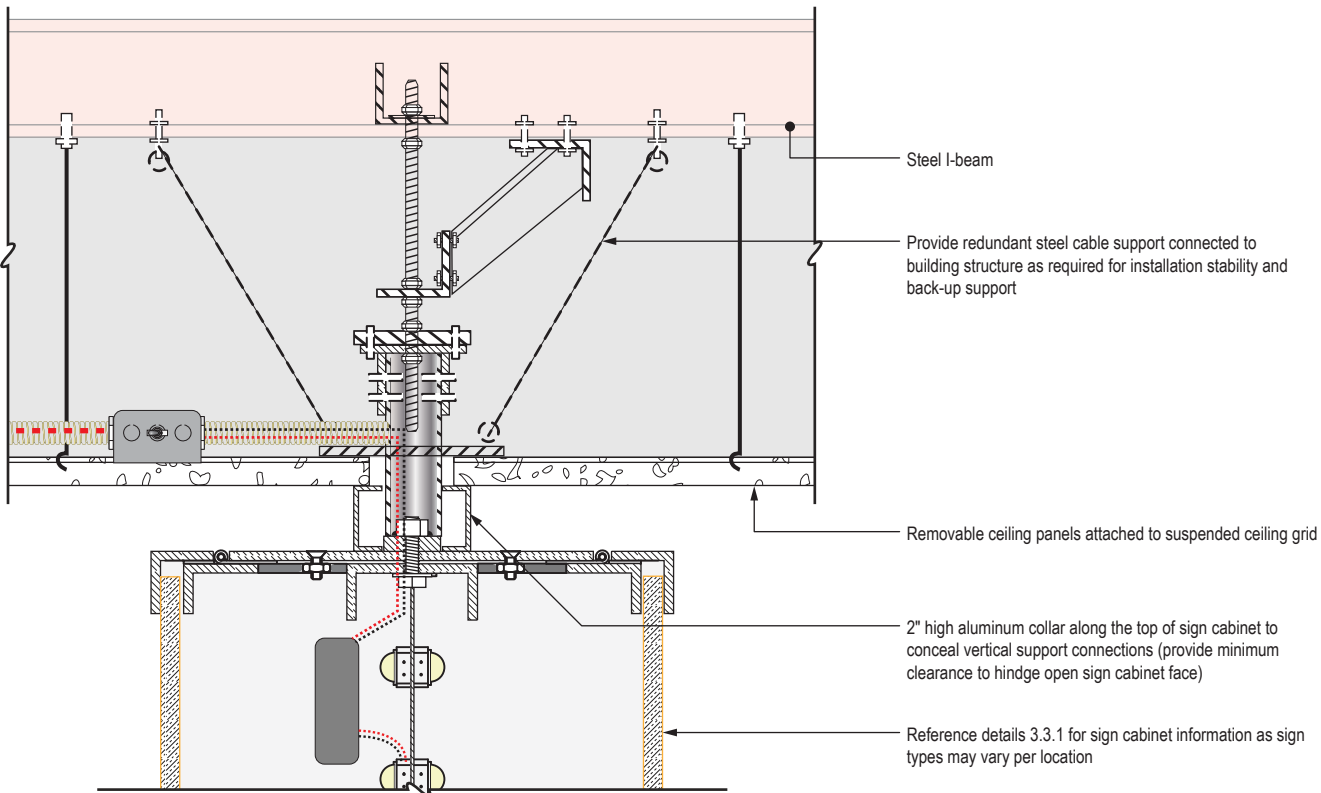 Steel I-beam
Provide redundant steel cable support connected to
building structure as required for installation stability and
back-up support
Removable ceiling panels attached to suspended ceiling grid
2" high aluminum collar along the top of sign cabinet to
conceal vertical support connections (provide minimum
clearance to hindge open sign cabinet face)
Reference details 3.3.1 for sign cabinet information as sign
types may vary per location